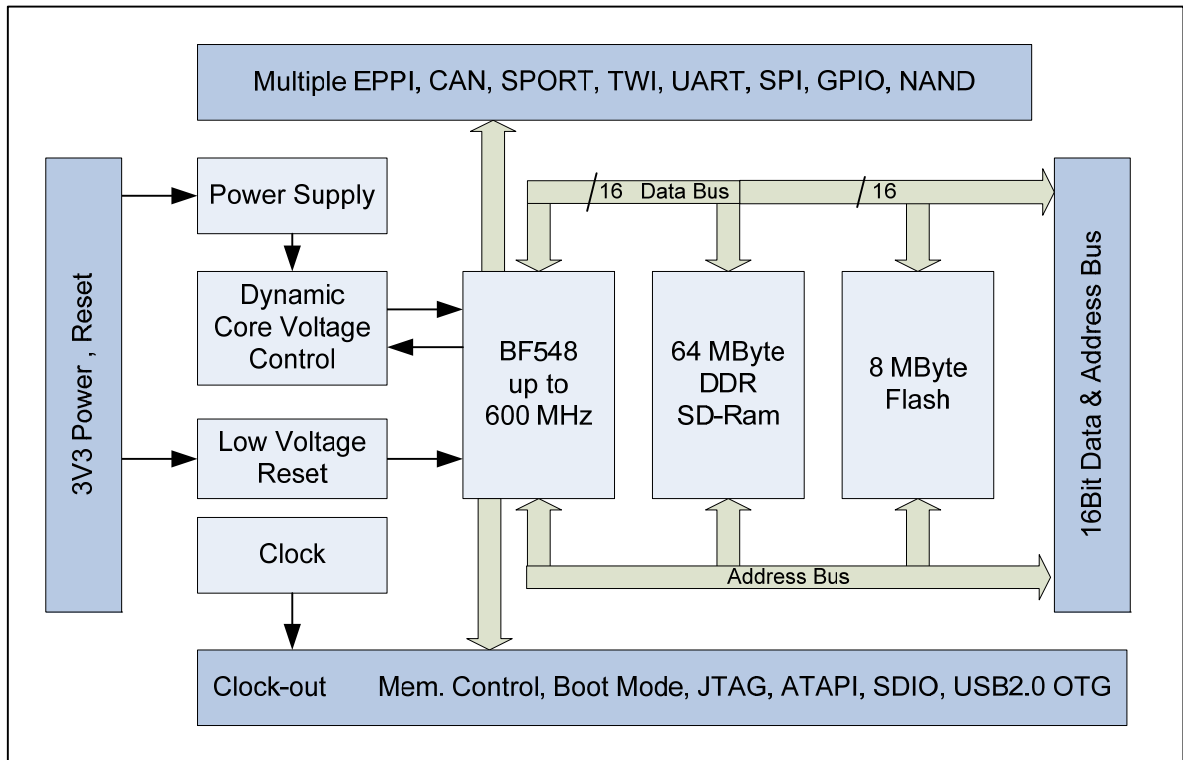 Multiple EPPI, CAN, SPORT, TWI, UART, SPI, GPIO, NAND
3V3 Power , Reset
Power Supply
Dynamic
Core Voltage
Control
Low Voltage
Reset
Clock
16 Data Bus
16
BF548
up to
600 MHz
64 MByte
DDR
SD-Ram
8 MByte
Flash
Address Bus
16Bit Data & Address Bus
Clock-out Mem. Control, Boot Mode, JTAG, ATAPI, SDIO, USB2.0 OTG